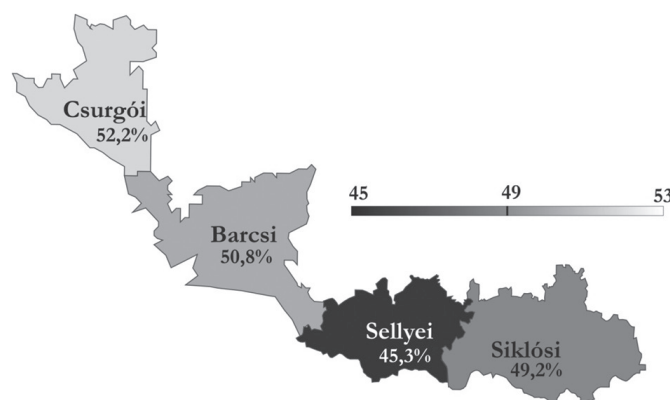 Csurgói
52,2%
45 49 53
Barcsi
50,8%
Sellyei
45,3%
Siklósi
49,2%